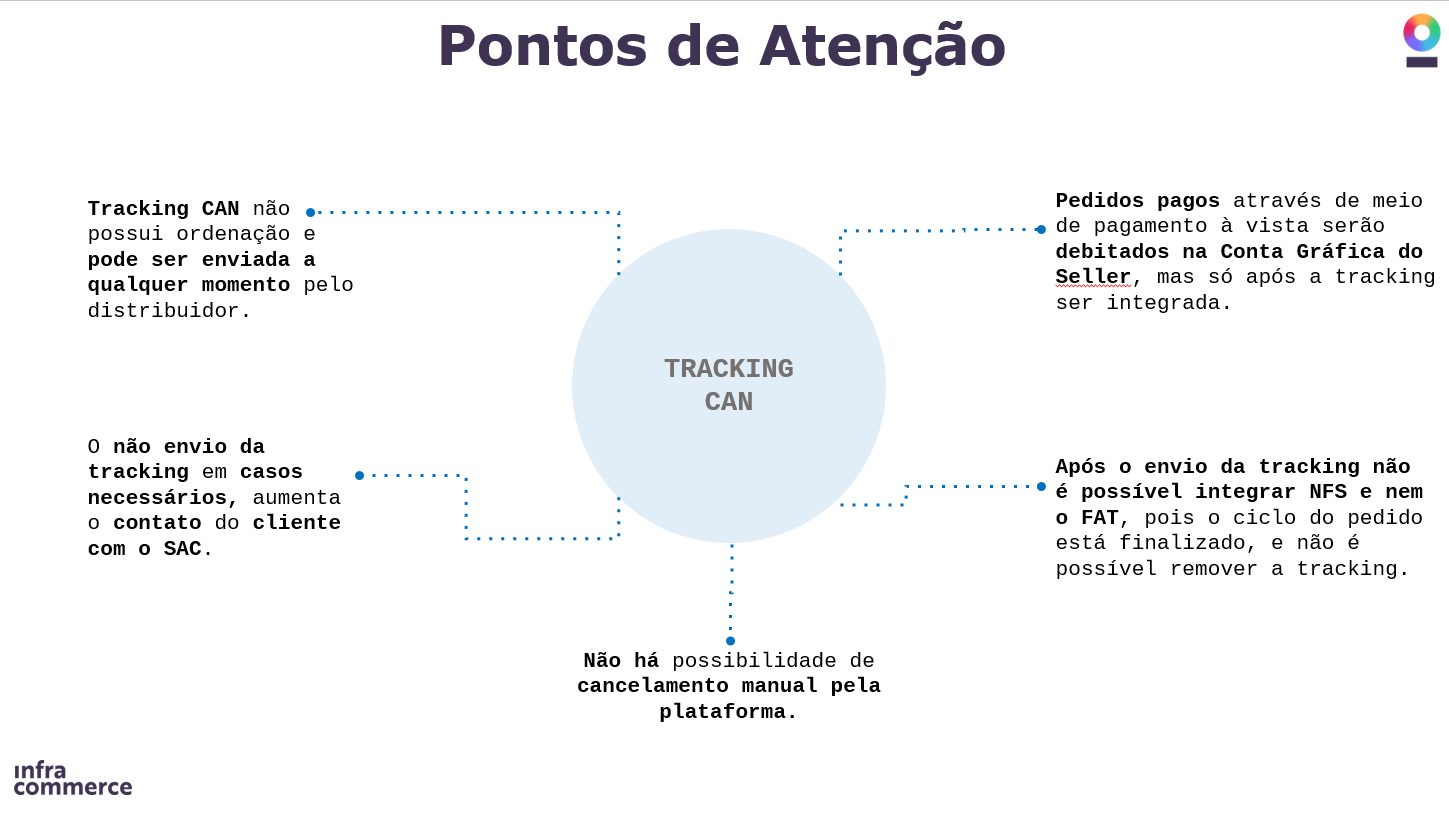 Pontos de Atenção
Tracking CAN não
possui ordenação e
pode ser enviada a
qualquer momento pelo
distribuidor.
Pedidos pagos através de meio
de pagamento à vista serão
debitados na Conta Gráfica do
Seller, mas só após a tracking
ser integrada.
TRACKING
CAN
O não envio da
tracking em casos
necessários, aumenta
o contato do cliente
com o SAC.
Após o envio da tracking não
é possível integrar NFS e nem
o FAT, pois o ciclo do pedido
está finalizado, e não é
possível remover a tracking.
Não há possibilidade de
cancelamento manual pela
plataforma.
infra
commerce